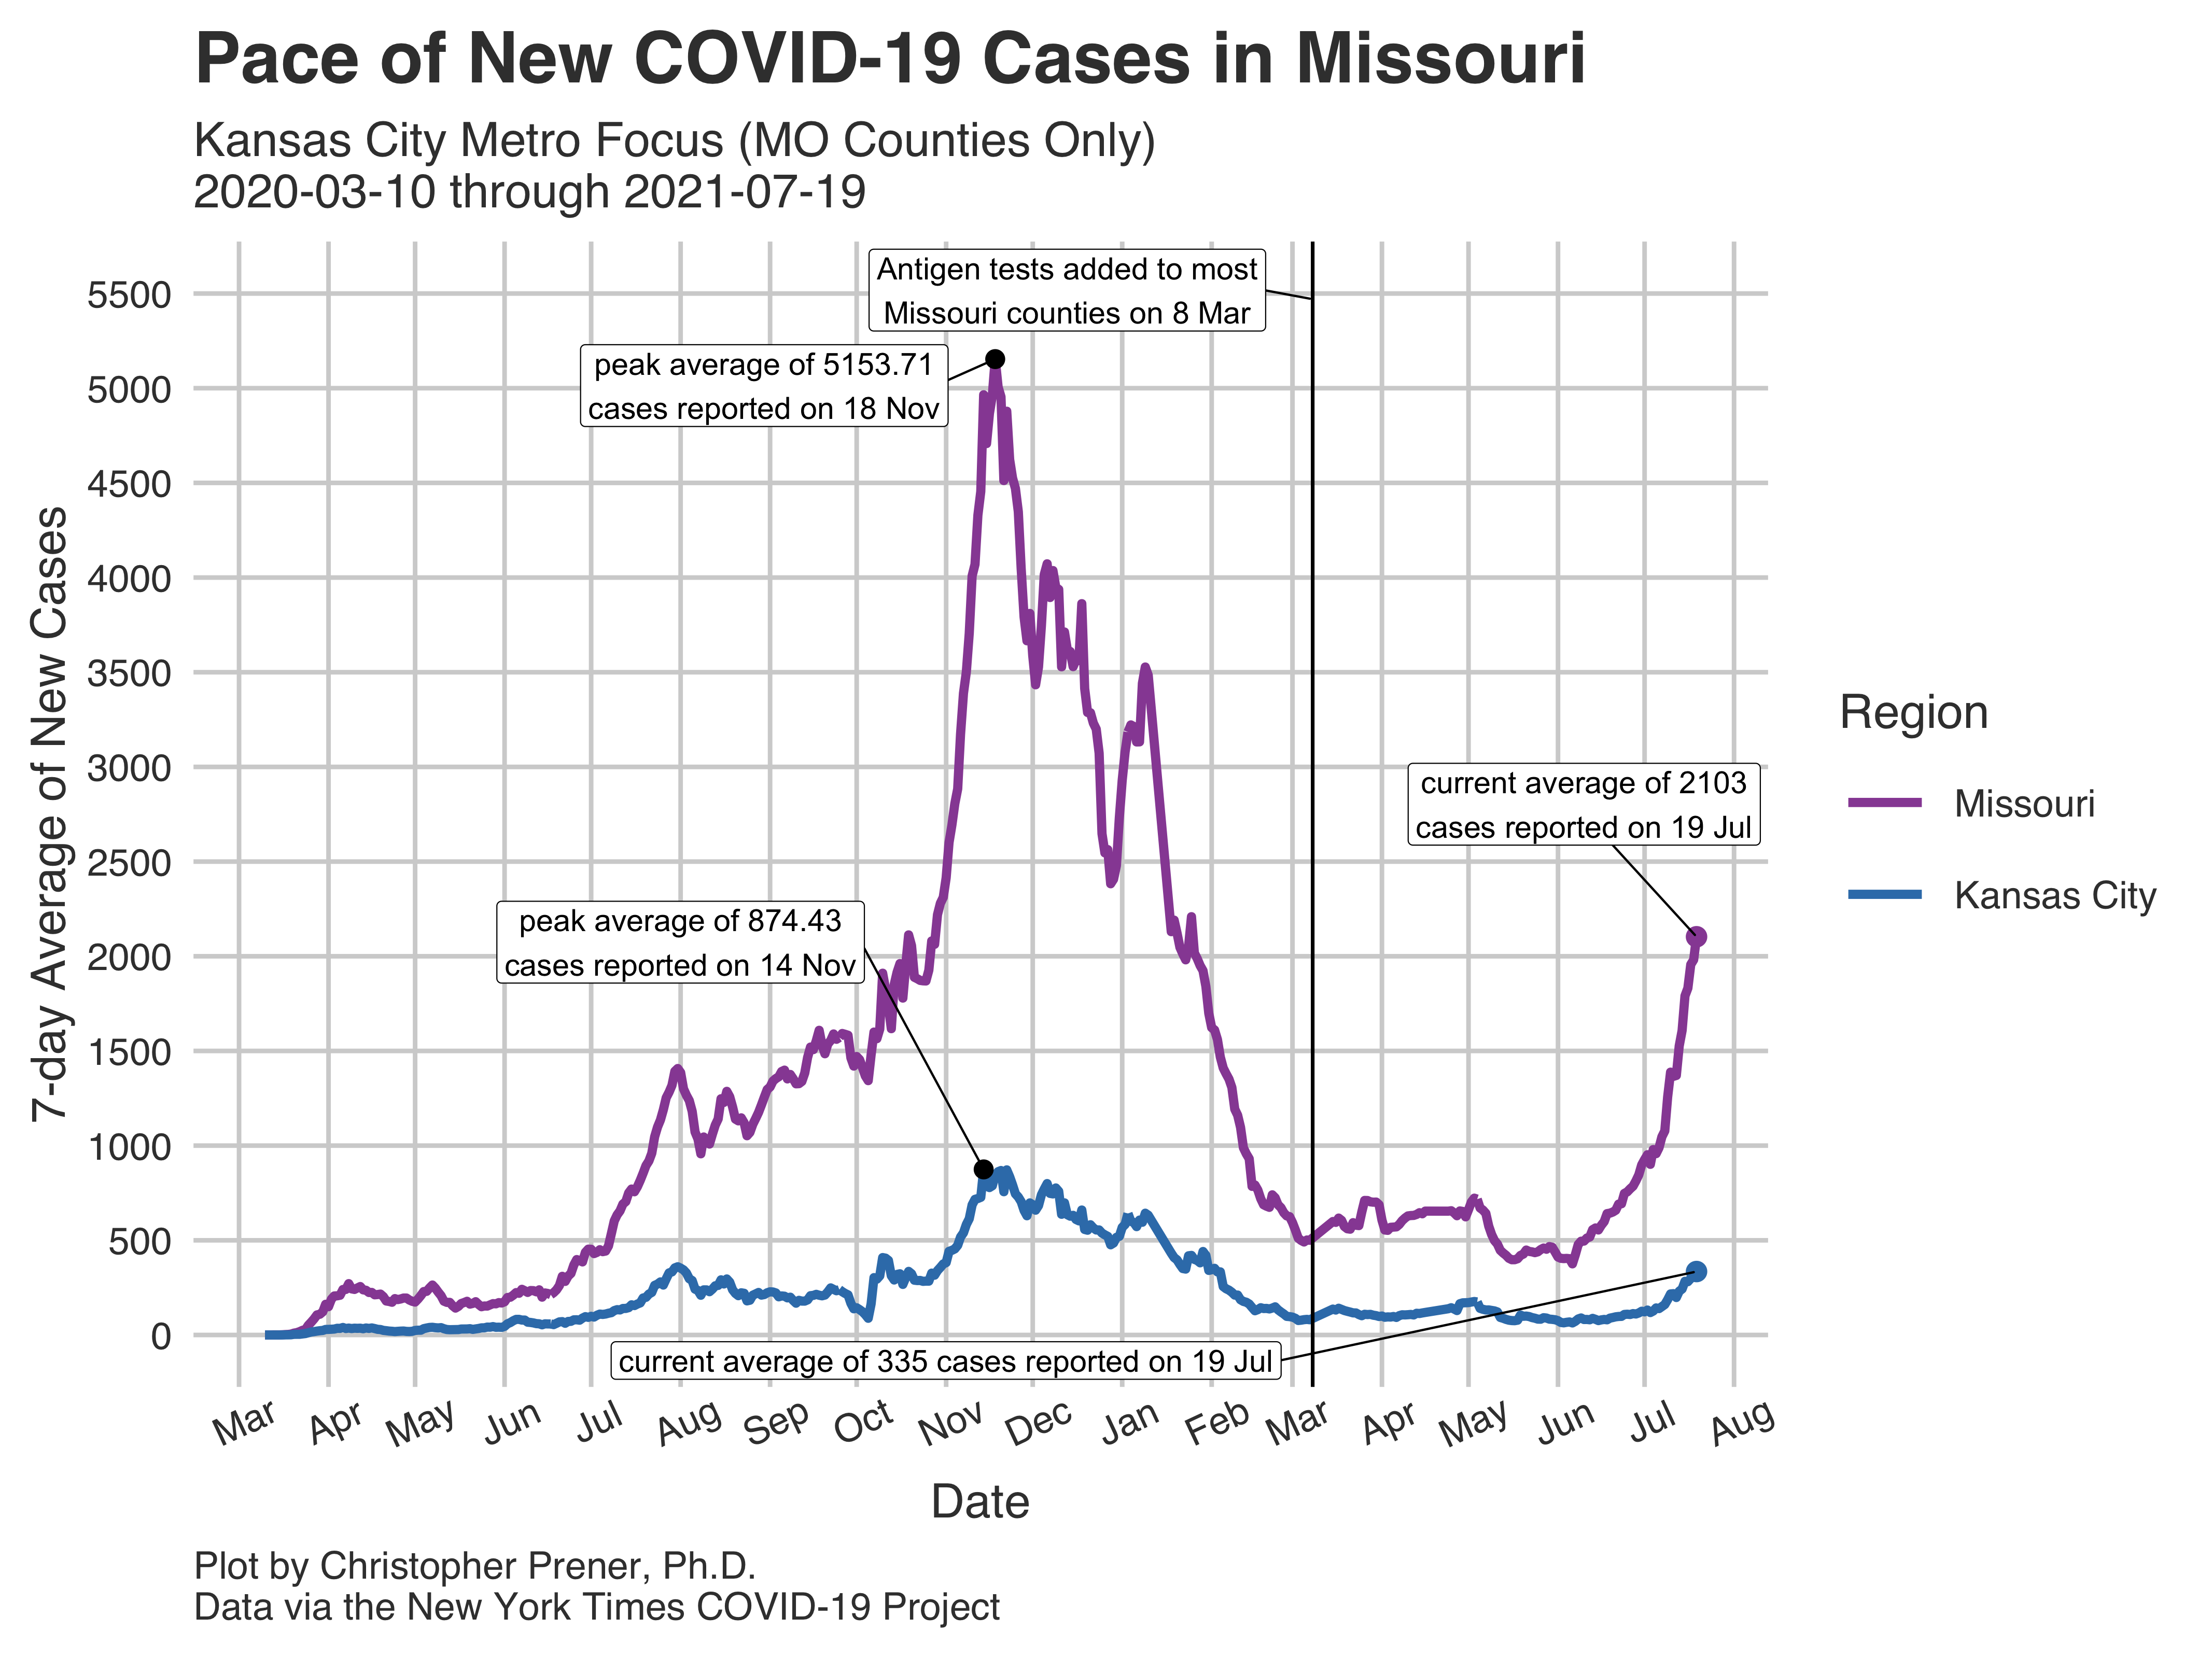 Pace of New COVID-19 Cases in Missouri
Kansas City Metro Focus (MO Counties Only)
2020-03-10 through 2021-07-19
7-day Average of New Cases
5500
5000
4500
4000
3500
3000
2500
2000
1500
1000
500
0
Antigen tests added to most
Missouri counties on 8 Mar
peak average of 5153.71
cases reported on 18 Nov
current average of 2103
cases reported on 19 Jul
peak average of 874.43
cases reported on 14 Nov
current average of 335 cases reported on 19 Jul
Mar Apr May Jun Jul Aug Sep Oct Nov Dec Jan Feb Mar Apr May Jun Jul Aug
Date
Region
Missouri
Kansas City
Plot by Christopher Prener, Ph.D.
Data via the New York Times COVID-19 Project